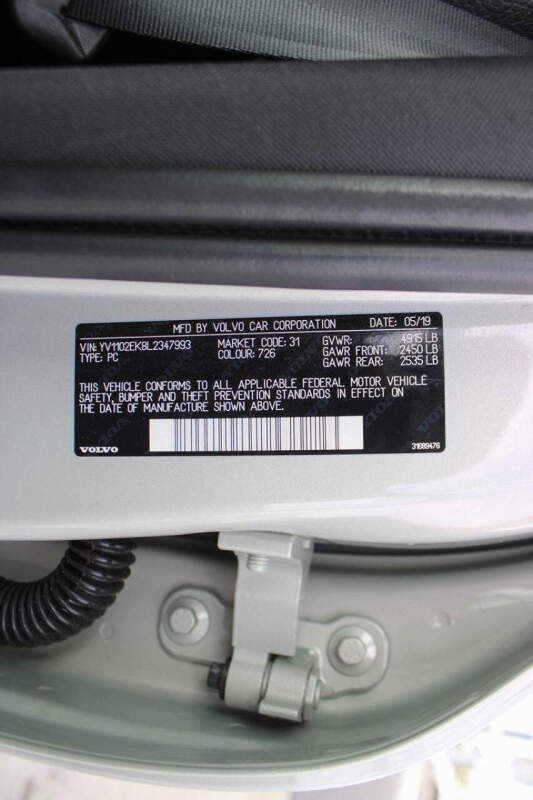 MFD BY VOLVO CAR CORPORATION DATE: 05/19
VIN: YV1102EK8L2347993 MARKET CODE: 31 GVWR: 4915 LB
TYPE: PC COLOUR: 726 GAWR FRONT: 2450 LB
GAWR REAR: 2535 LB
THIS VEHICLE CONFORMS TO ALL APPLICABLE FEDERAL MOTOR VEHICLE
SAFETY, BUMPER AND THEFT PREVENTION STANDARDS IN EFFECT ON
THE DATE OF MANUFACTURE SHOWN ABOVE.
VOLVO 31689476